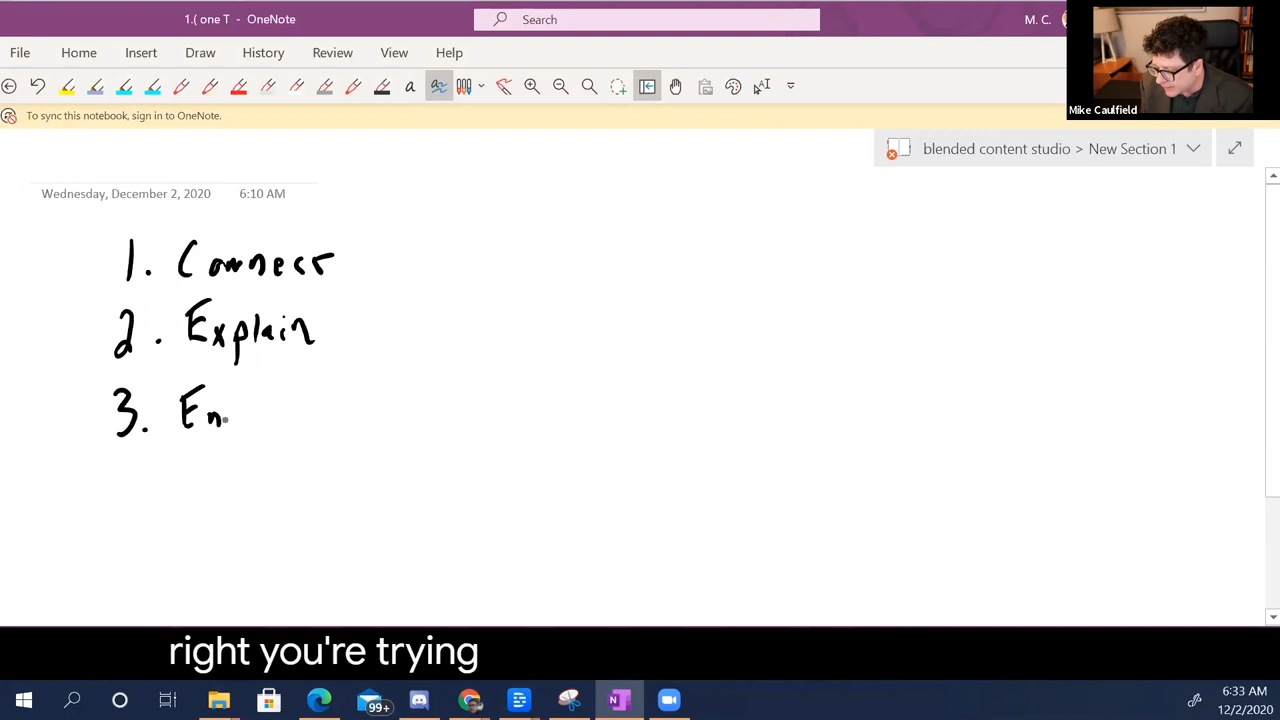 1.( one T - OneNote
Search
M. C.
File Home Insert Draw History Review View Help
Mike Caulfield
To sync this notebook, sign in to OneNote.
blended content studio > New Section 1
Wednesday, December 2, 2020 6:10 AM
1. Connect
2. Explain
3. En
right you're trying
99+
6:33 AM
12/2/2020